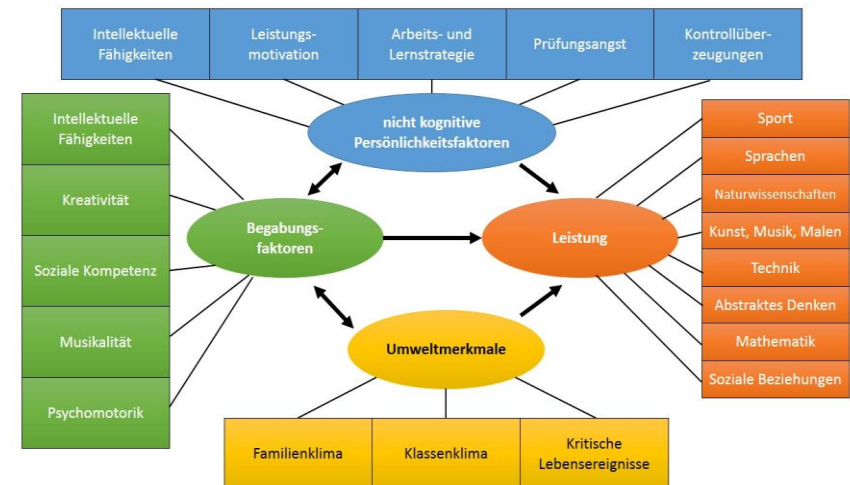 Intellektuelle
Fähigkeiten
Leistungs-
motivation
Arbeits- und
Lernstrategie
Prüfungsangst
Kontrollüber-
zeugungen
nicht kognitive
Persönlichkeitsfaktoren
Intellektuelle
Fähigkeiten
Kreativität
Soziale Kompetenz
Musikalität
Psychomotorik
Begabungs-
faktoren
Leistung
Sport
Sprachen
Naturwissenschaften
Kunst, Musik, Malen
Technik
Abstraktes Denken
Mathematik
Soziale Beziehungen
Umweltmerkmale
Familienklima
Klassenklima
Kritische
Lebensereignisse